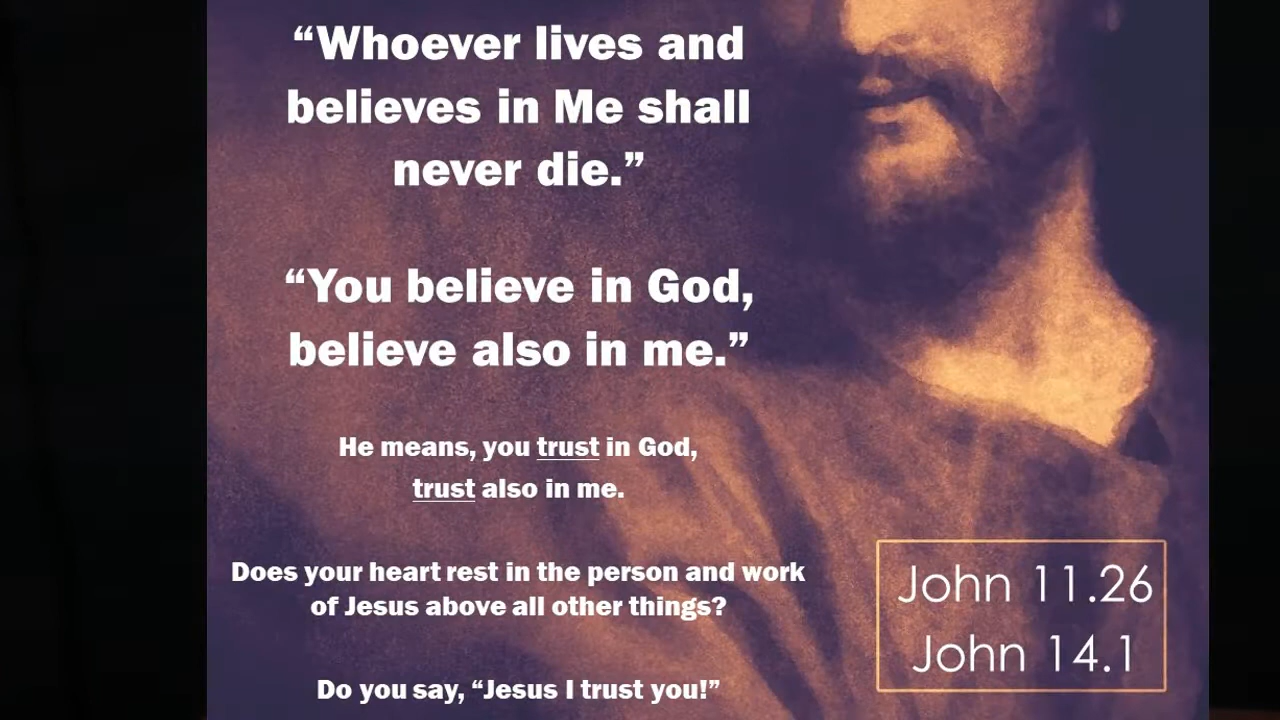 “Whoever lives and
believes in Me shall
never die.”
“You believe in God,
believe also in me.”
He means, you trust in God,
trust also in me.
Does your heart rest in the person and work
of Jesus above all other things?
Do you say, “Jesus I trust you!”
John 11.26
John 14.1